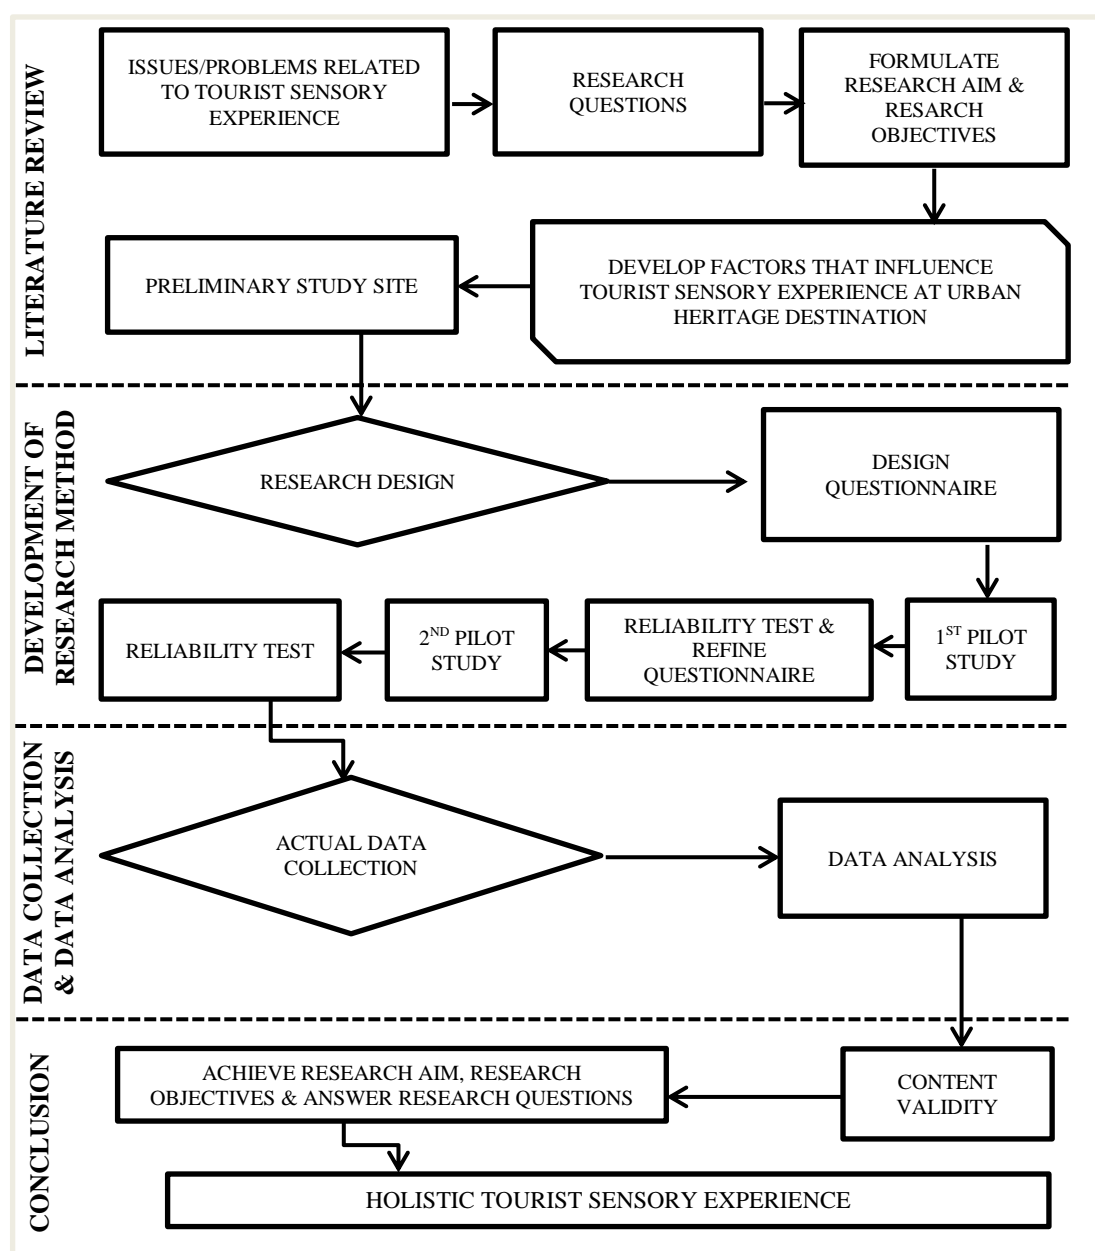 LITERATURE REVIEW
ISSUES/PROBLEMS RELATED
TO TOURIST SENSORY
EXPERIENCE
RESEARCH
QUESTIONS
FORMULATE
RESEARCH AIM &
RESARCH
OBJECTIVES
DEVELOP FACTORS THAT INFLUENCE
TOURIST SENSORY EXPERIENCE AT URBAN
HERITAGE DESTINATION
PRELIMINARY STUDY SITE
DEVELOPMENT OF
RESEARCH METHOD
RESEARCH DESIGN
DESIGN
QUESTIONNAIRE
1ST PILOT
STUDY
RELIABILITY TEST &
REFINE
QUESTIONNAIRE
2ND PILOT
STUDY
RELIABILITY TEST
DATA COLLECTION
& DATA ANALYSIS
ACTUAL DATA
COLLECTION
DATA ANALYSIS
CONCLUSION
CONTENT
VALIDITY
ACHIEVE RESEARCH AIM, RESEARCH
OBJECTIVES & ANSWER RESEARCH QUESTIONS
HOLISTIC TOURIST SENSORY EXPERIENCE